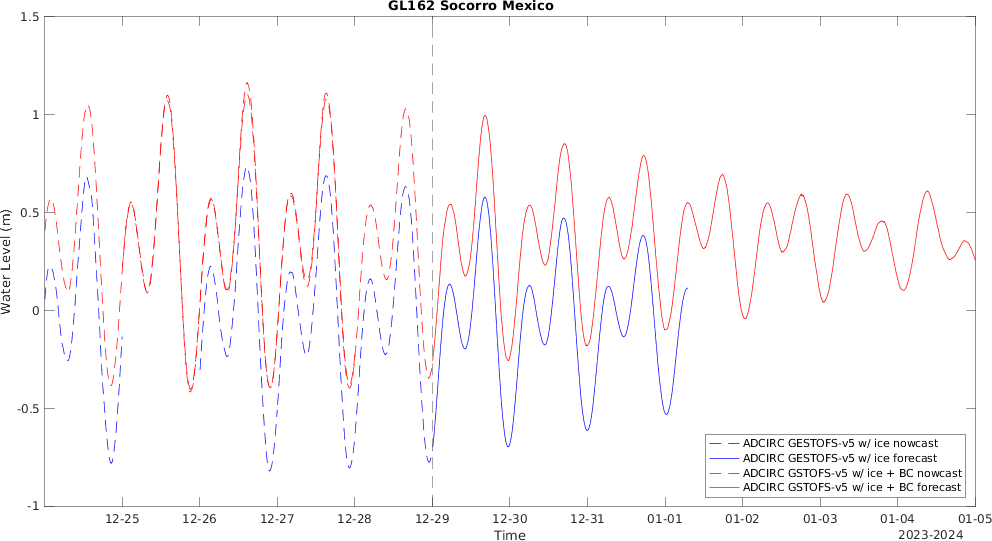 GL162 Socorro Mexico
1.5
1
0.5
0
-0.5
-1
Water Level (m)
ADCIRC GESTOFS-v5 w/ ice nowcast
ADCIRC GESTOFS-v5 w/ ice forecast
ADCIRC GSTOFS-v5 w/ ice + BC nowcast
ADCIRC GSTOFS-v5 w/ ice + BC forecast
12-25 12-26 12-27 12-28 12-29 12-30 12-31 01-01 01-02 01-03 01-04 01-05
Time
2023-2024